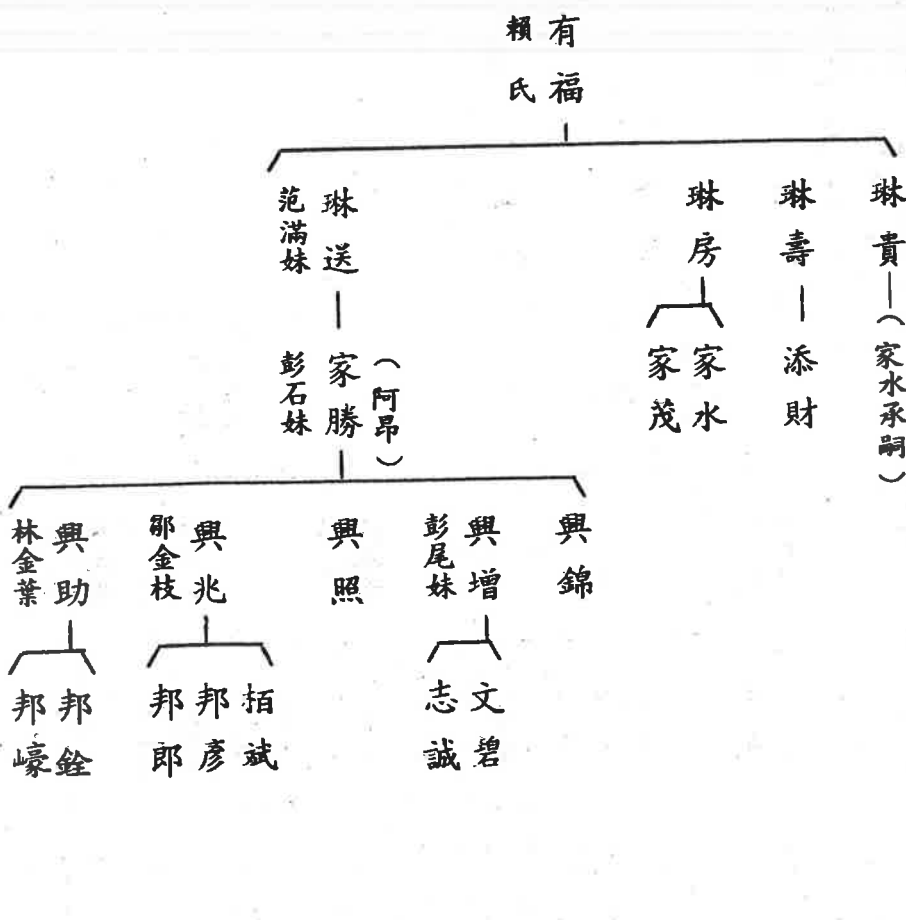 有福
賴氏
琳貴
(家水承嗣)
琳壽
添財
琳房
家水
家茂
琳送
范滿妹
(阿昂)
家勝
彭石妹
興錦
興增
彭尾妹
文碧
志誠
興照
興兆
鄒金枝
栢斌
邦彥
邦郎
興助
林金葉
邦銓
邦嶑